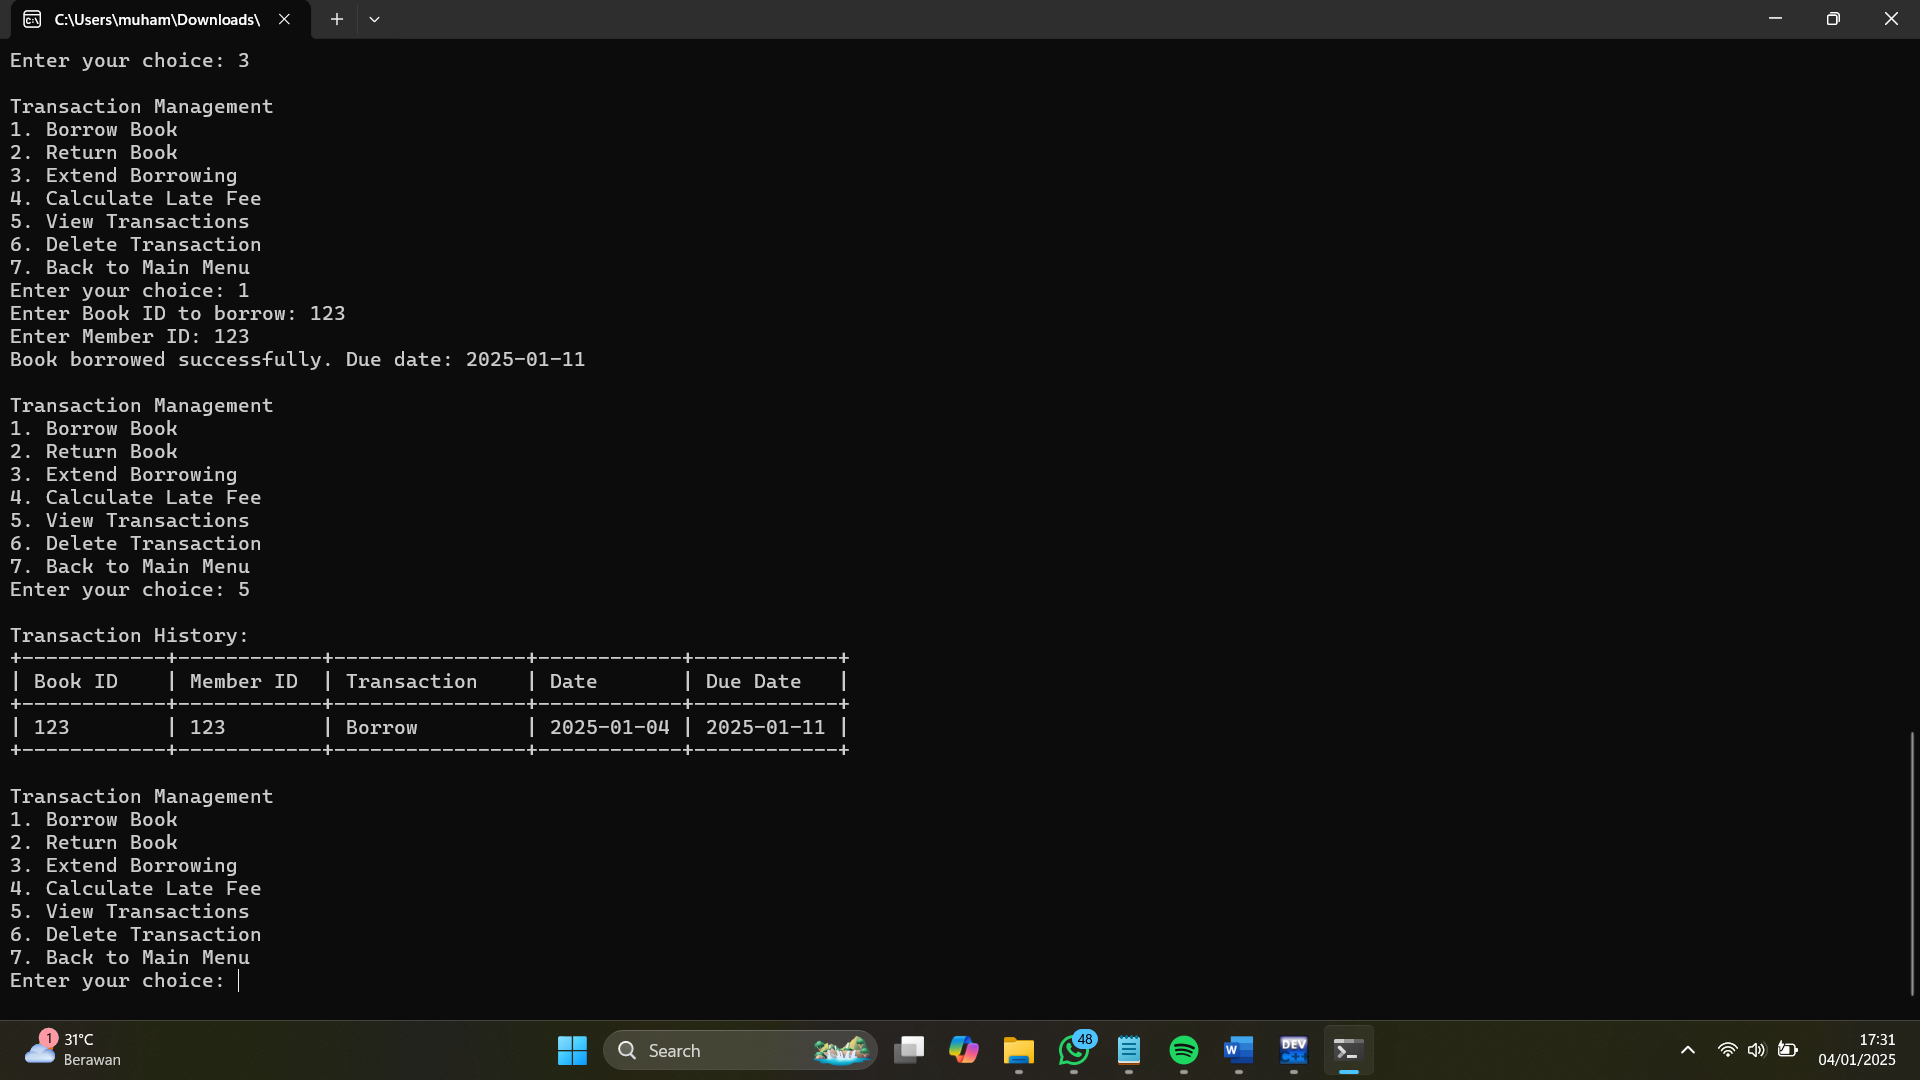 C:\Users\muham\Downloads\
Enter your choice: 3
Transaction Management
1. Borrow Book
2. Return Book
3. Extend Borrowing
4. Calculate Late Fee
5. View Transactions
6. Delete Transaction
7. Back to Main Menu
Enter your choice: 1
Enter Book ID to borrow: 123
Enter Member ID: 123
Book borrowed successfully. Due date: 2025-01-11
Transaction Management
1. Borrow Book
2. Return Book
3. Extend Borrowing
4. Calculate Late Fee
5. View Transactions
6. Delete Transaction
7. Back to Main Menu
Enter your choice: 5
Transaction History:
+------------+------------+----------------+------------+------------+
| Book ID    | Member ID  | Transaction    | Date       | Due Date   |
+------------+------------+----------------+------------+------------+
| 123        | 123        | Borrow         | 2025-01-04 | 2025-01-11 |
+------------+------------+----------------+------------+------------+
Transaction Management
1. Borrow Book
2. Return Book
3. Extend Borrowing
4. Calculate Late Fee
5. View Transactions
6. Delete Transaction
7. Back to Main Menu
Enter your choice:
1
31°C
Berawan
Search
48
W
DEV
17:31
04/01/2025